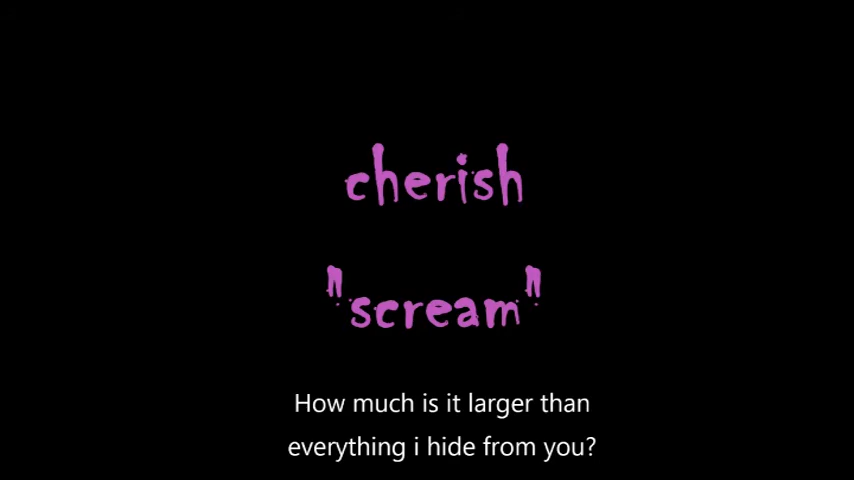 cherish
"scream"
How much is it larger than
everything i hide from you?